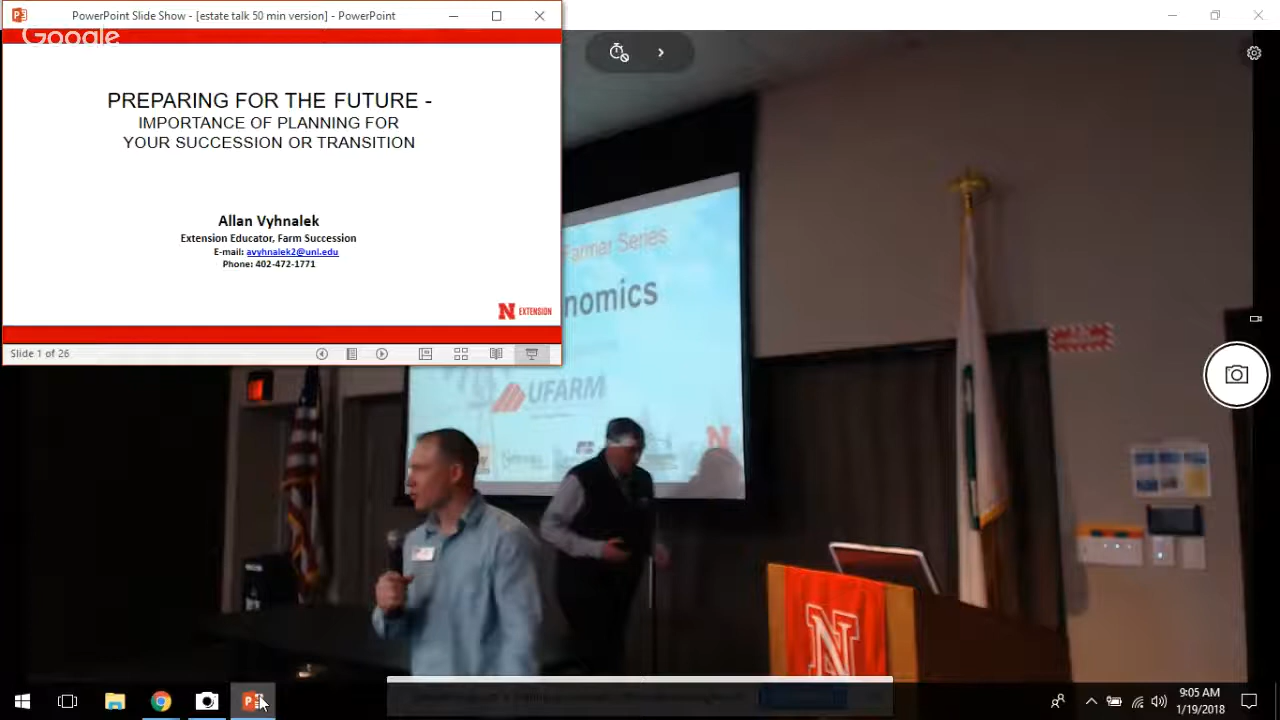 PowerPoint Slide Show - [estate talk 50 min version] - PowerPoint
Google
PREPARING FOR THE FUTURE -
IMPORTANCE OF PLANNING FOR
YOUR SUCCESSION OR TRANSITION
Allan Vyhnalek
Extension Educator, Farm Succession
E-mail: avyhnalek2@unl.edu
Phone: 402-472-1771
N EXTENSION
Slide 1 of 26
Farmer Series
nomics
UFARM
N
N
9:05 AM
1/19/2018